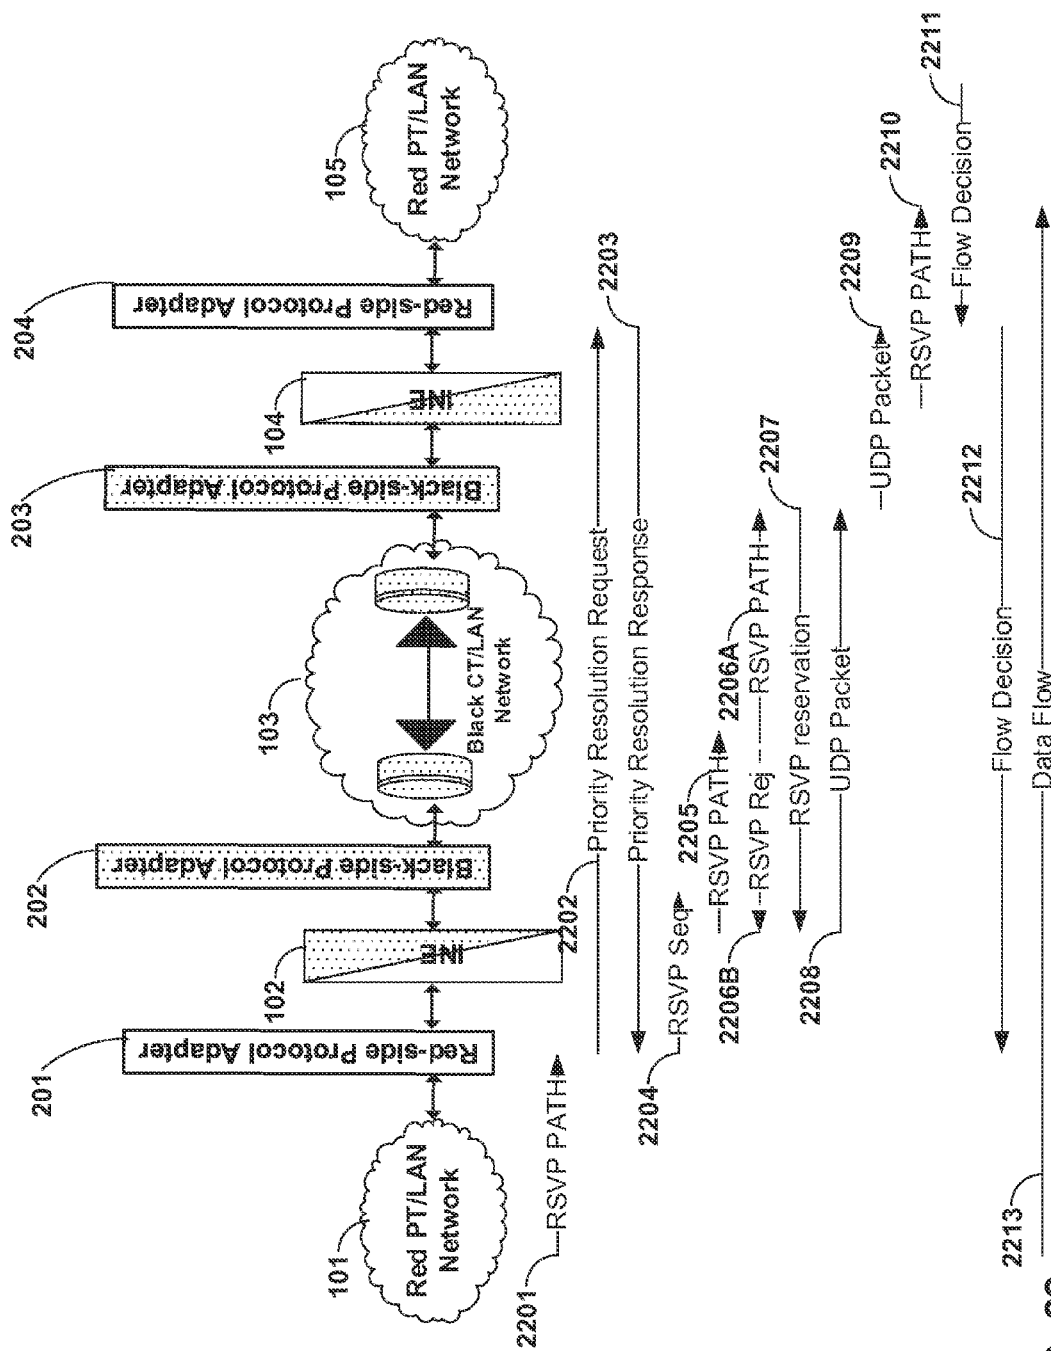 101
Red PT/LAN
Network
201
Red-side Protocol Adapter
102
INE
202
Black-side Protocol Adapter
103
Black CT/LAN
Network
203
Black-side Protocol Adapter
104
INE
204
Red-side Protocol Adapter
105
Red PT/LAN
Network
2201
RSVP PATH
2202
Priority Resolution Request
2203
Priority Resolution Response
2204
RSVP Seq
2205
RSVP PATH
2206A
RSVP PATH
2206B
RSVP Rej
2207
RSVP reservation
2208
UDP Packet
2209
UDP Packet
2210
RSVP PATH
2211
Flow Decision
2212
Flow Decision
2213
Data Flow